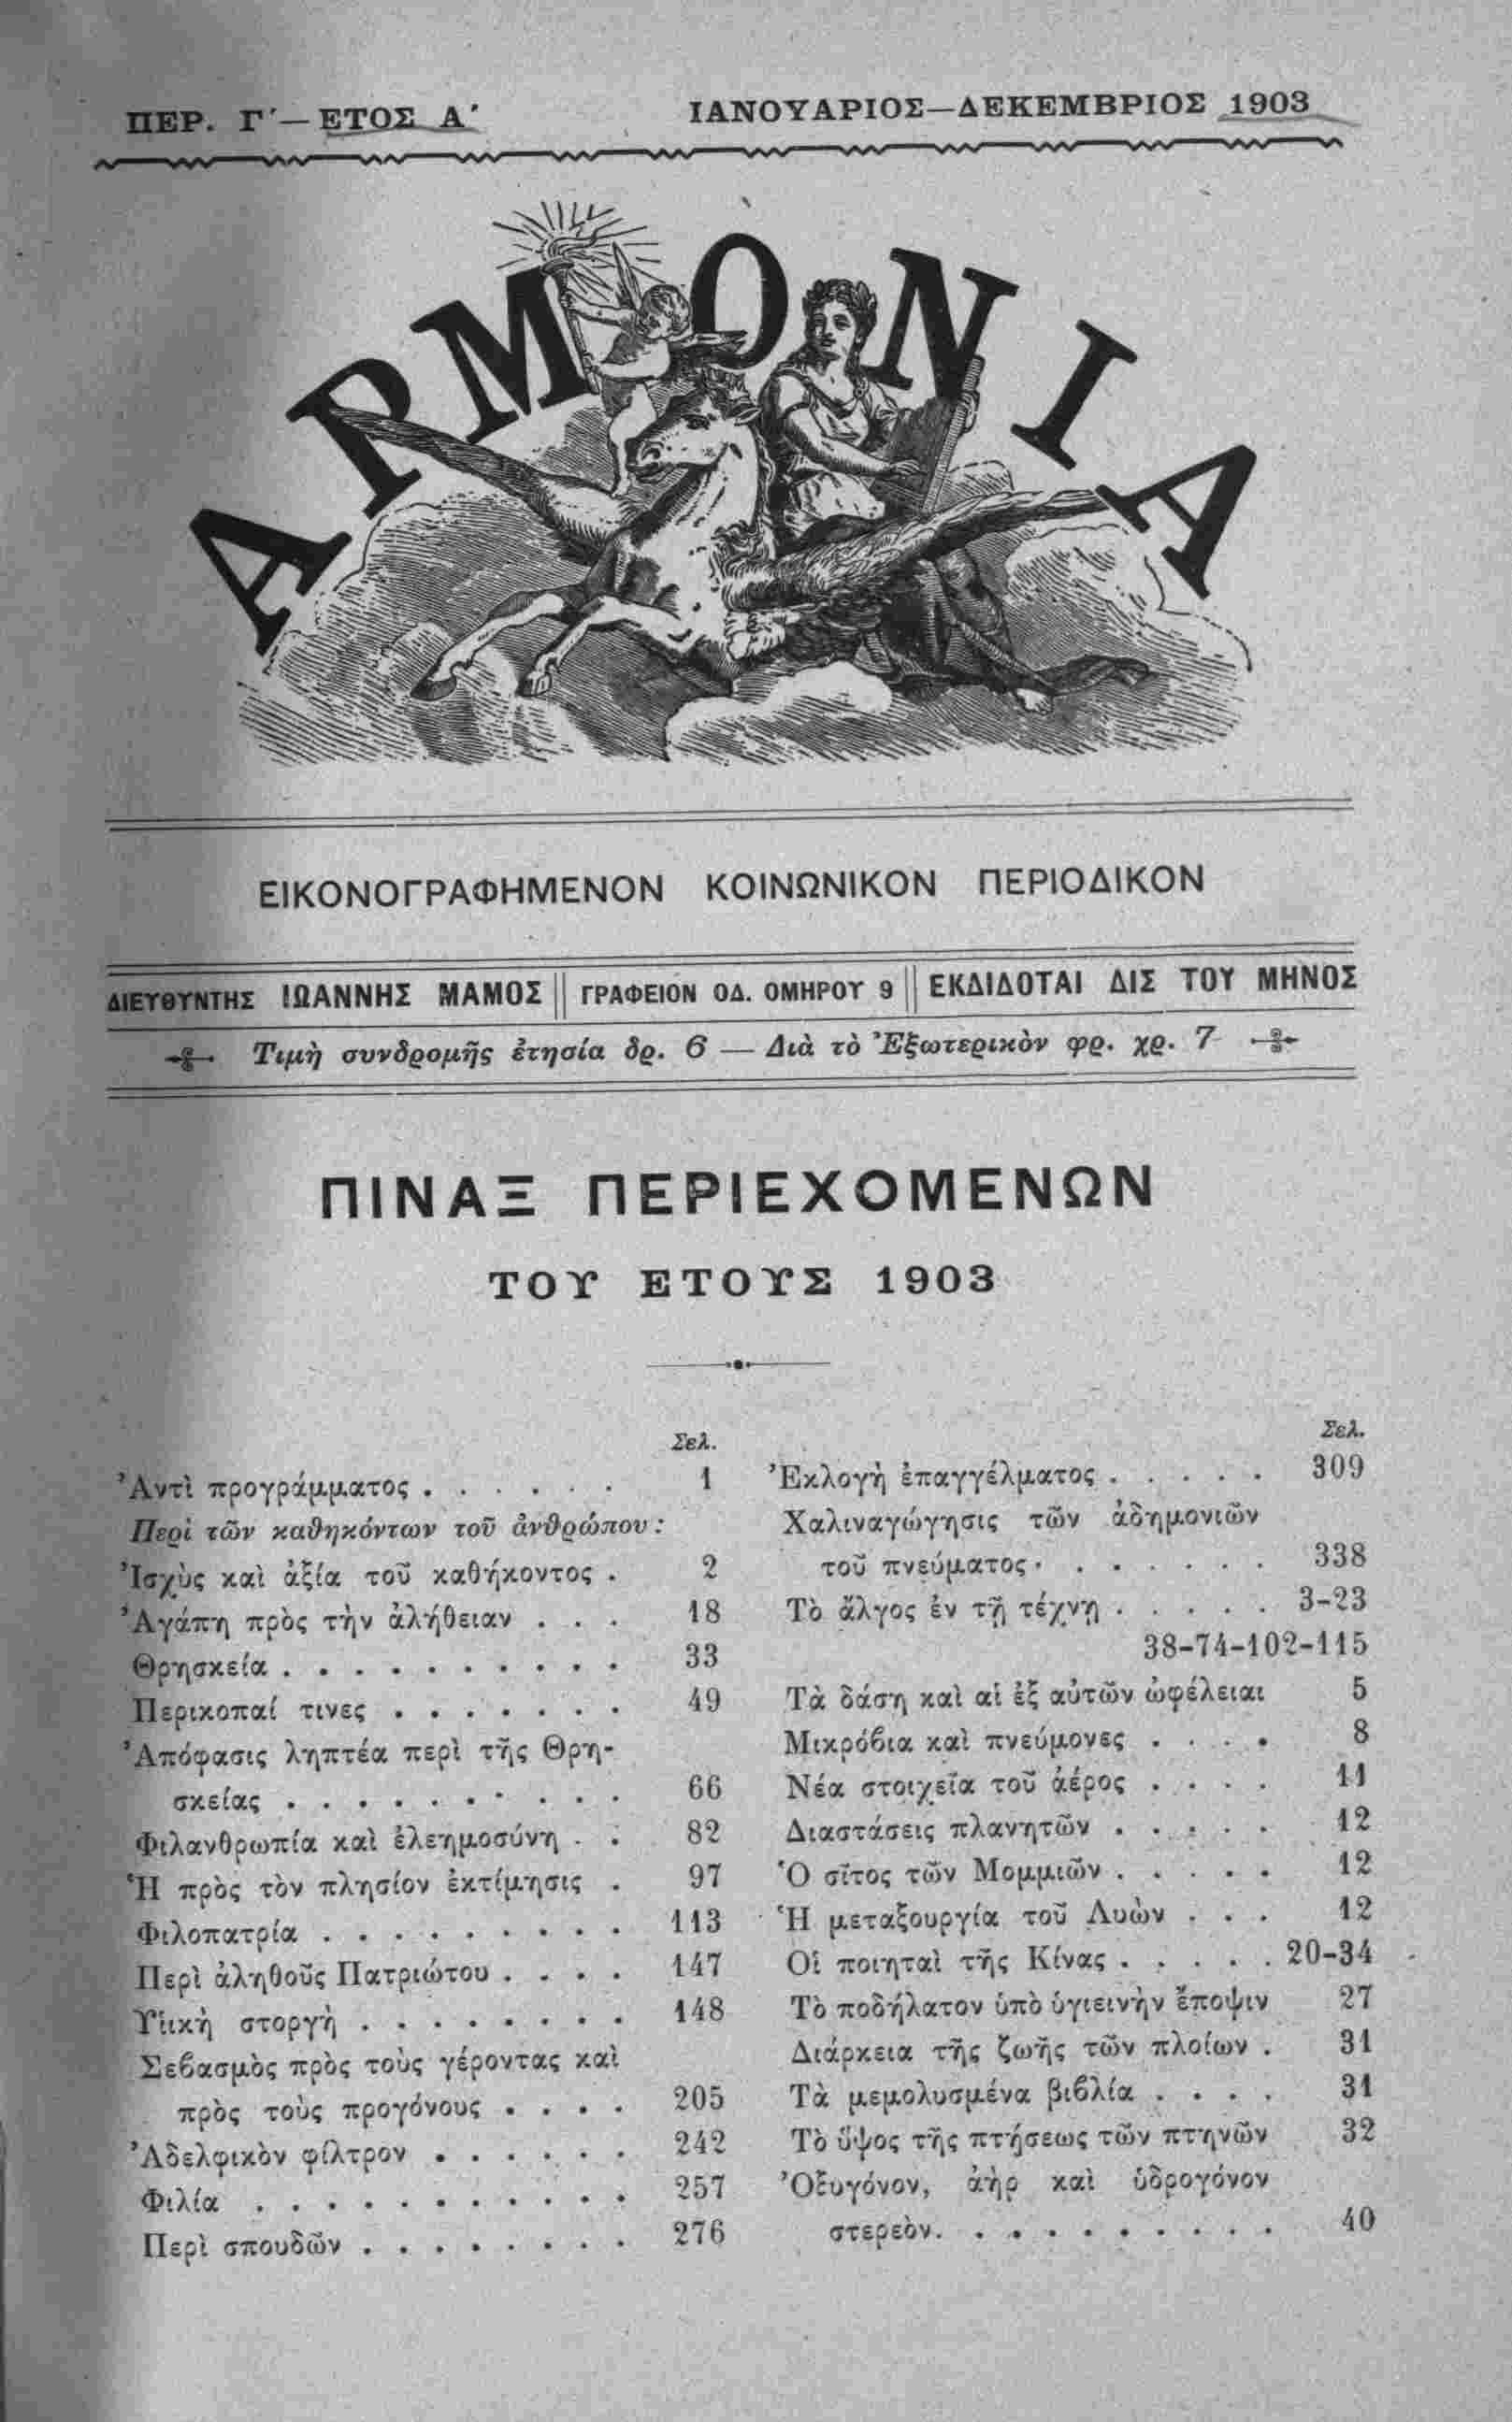 ΠΕΡ. Γ΄— ΕΤΟΣ Α΄
ΙΑΝΟΥΑΡΙΟΣ—ΔΕΚΕΜΒΡΙΟΣ 1903
ΑΡΜΟΝΙΑ
ΕΙΚΟΝΟΓΡΑΦΗΜΕΝΟΝ ΚΟΙΝΩΝΙΚΟΝ ΠΕΡΙΟΔΙΚΟΝ
ΔΙΕΥΘΥΝΤΗΣ ΙΩΑΝΝΗΣ ΜΑΜΟΣ || ΓΡΑΦΕΙΟΝ ΟΔ. ΟΜΗΡΟΥ 9 || ΕΚΔΙΔΟΤΑΙ ΔΙΣ ΤΟΥ ΜΗΝΟΣ
Τιμὴ συνδρομῆς ἐτησία δρ. 6 — Διὰ τὸ Ἐξωτερικὸν φρ. χρ. 7
ΠΙΝΑΞ ΠΕΡΙΕΧΟΜΕΝΩΝ
ΤΟΥ ΕΤΟΥΣ 1903
Σελ.
Ἀντὶ προγράμματος . . . . . . 1
Περὶ τῶν καθηκόντων τοῦ ἀνθρώπου:
Ἰσχὺς καὶ ἀξία τοῦ καθήκοντος . 2
Ἀγάπη πρὸς τὴν ἀλήθειαν . . . 18
Θρησκεία . . . . . . . . . . 33
Περικοπαί τινες . . . . . . . 49
Ἀπόφασις ληπτέα περὶ τῆς Θρη-
σκείας . . . . . . . . . . 66
Φιλανθρωπία καὶ ἐλεημοσύνη . . 82
Ἡ πρὸς τὸν πλησίον ἐκτίμησις . 97
Φιλοπατρία . . . . . . . . . 113
Περὶ ἀληθοῦς Πατριώτου . . . . 147
Υἱικὴ στοργὴ . . . . . . . . 148
Σεβασμὸς πρὸς τοὺς γέροντας καὶ
πρὸς τοὺς προγόνους . . . . 205
Ἀδελφικὸν φίλτρον . . . . . . 242
Φιλία . . . . . . . . . . . 257
Περὶ σπουδῶν . . . . . . . . 276
Σελ.
Ἐκλογὴ ἐπαγγέλματος . . . . . 309
Χαλιναγώγησις τῶν ἀδημονιῶν
τοῦ πνεύματος . . . . . . . 338
Τὸ ἄλγος ἐν τῇ τέχνῃ . . . . . 3-23
38-74-102-115
Τὰ δάση καὶ αἱ ἐξ αὐτῶν ὠφέλειαι 5
Μικρόβια καὶ πνεύμονες . . . . 8
Νέα στοιχεῖα τοῦ ἀέρος . . . . 11
Διαστάσεις πλανητῶν . . . . . 12
Ὁ σῖτος τῶν Μομμιῶν . . . . . 12
Ἡ μεταξουργία τοῦ Λυὼν . . . 12
Οἱ ποιηταὶ τῆς Κίνας . . . . . 20-34
Τὸ ποδήλατον ὑπὸ ὑγιεινὴν ἔποψιν 27
Διάρκεια τῆς ζωῆς τῶν πλοίων . 31
Τὰ μεμολυσμένα βιβλία . . . . 31
Τὸ ὕψος τῆς πτήσεως τῶν πτηνῶν 32
Ὀξυγόνον, ἀὴρ καὶ ὑδρογόνον
στερεὸν . . . . . . . . . . 40